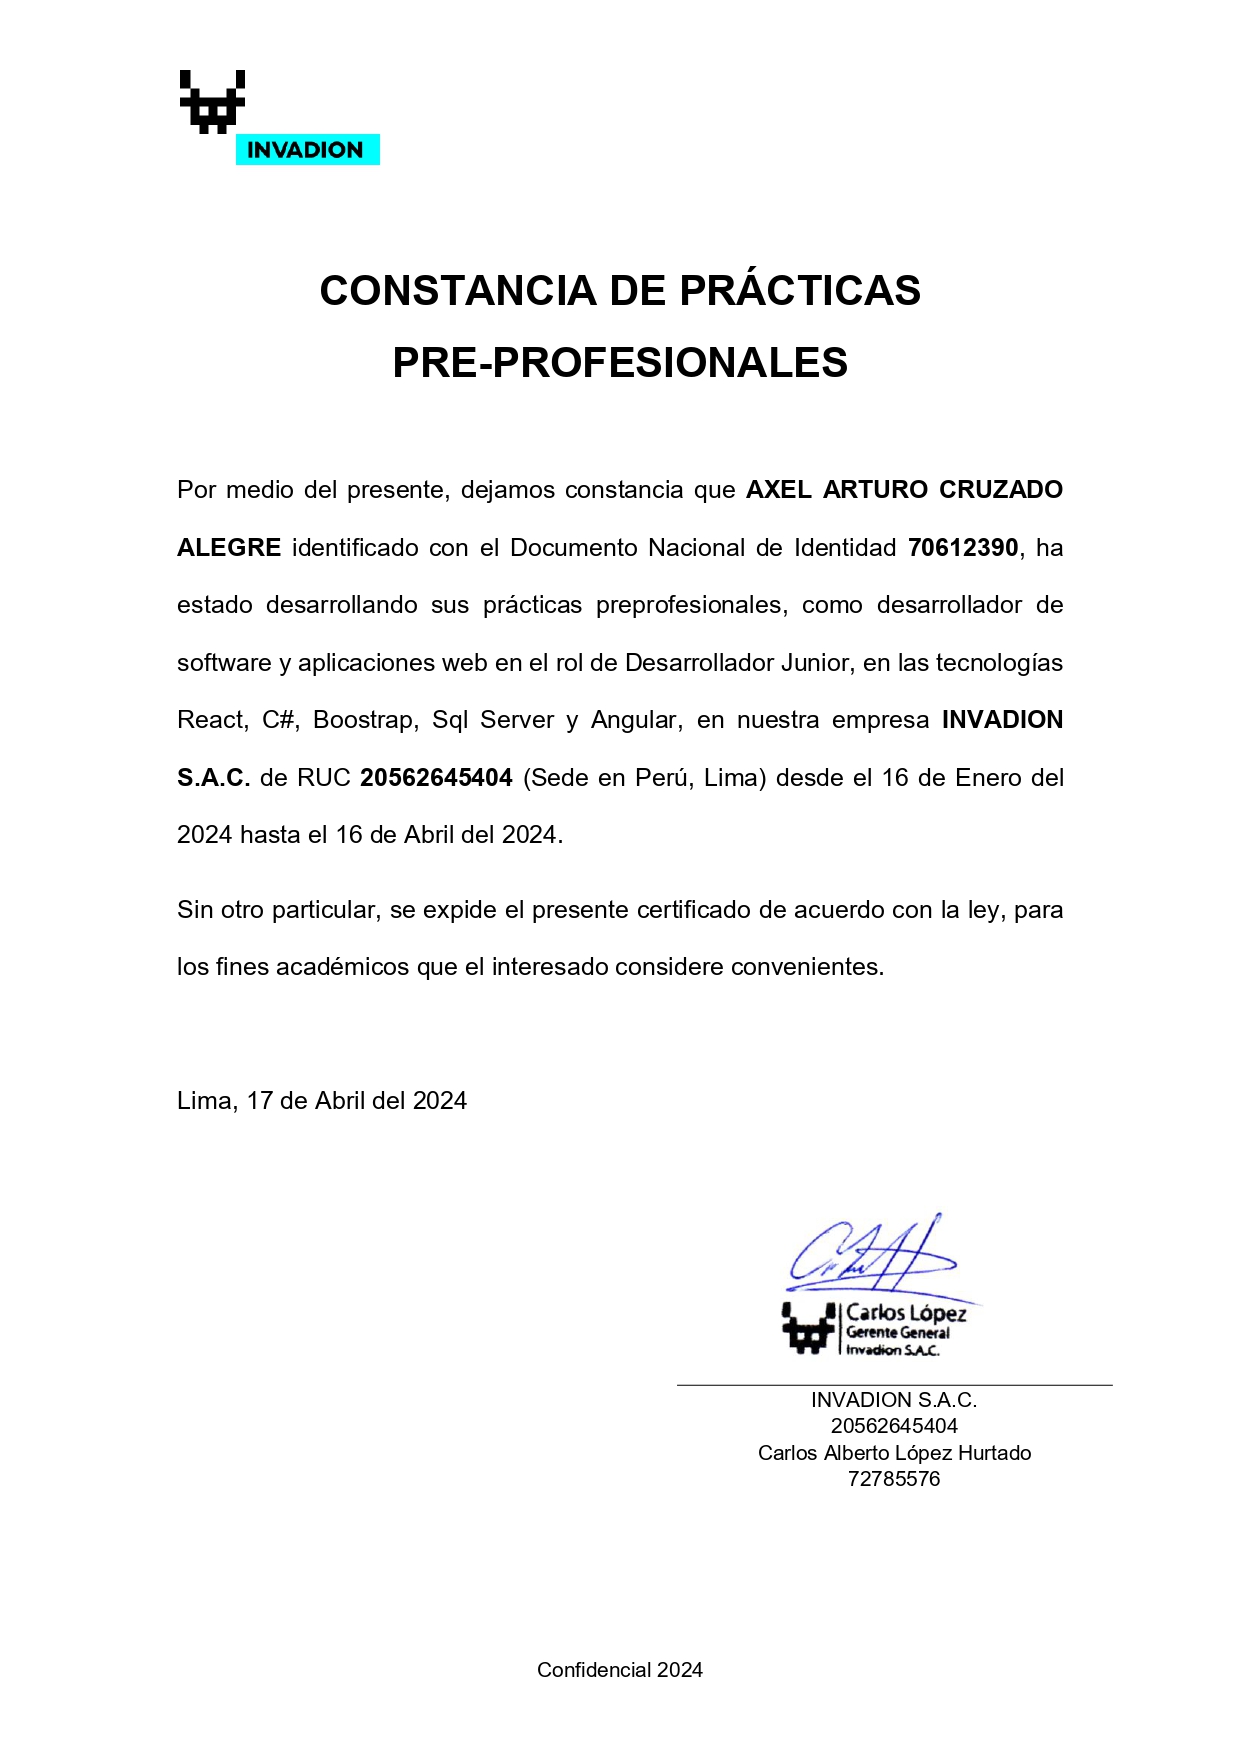 INVADION
CONSTANCIA DE PRÁCTICAS
PRE-PROFESIONALES
Por medio del presente, dejamos constancia que AXEL ARTURO CRUZADO
ALEGRE identificado con el Documento Nacional de Identidad 70612390, ha
estado desarrollando sus prácticas preprofesionales, como desarrollador de
software y aplicaciones web en el rol de Desarrollador Junior, en las tecnologías
React, C#, Boostrap, Sql Server y Angular, en nuestra empresa INVADION
S.A.C. de RUC 20562645404 (Sede en Perú, Lima) desde el 16 de Enero del
2024 hasta el 16 de Abril del 2024.
Sin otro particular, se expide el presente certificado de acuerdo con la ley, para
los fines académicos que el interesado considere convenientes.
Lima, 17 de Abril del 2024
Carlos López
Gerente General
Invadion S.A.C.
INVADION S.A.C.
20562645404
Carlos Alberto López Hurtado
72785576
Confidencial 2024